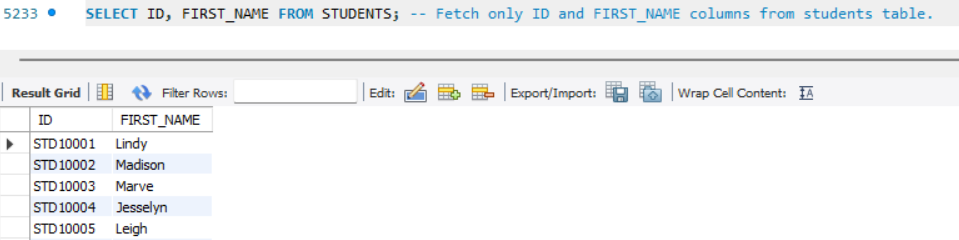 5233 SELECT ID, FIRST_NAME FROM STUDENTS; -- Fetch only ID and FIRST_NAME columns from students table.
Result Grid Filter Rows: Edit: Export/Import: Wrap Cell Content: IA
ID FIRST_NAME
STD10001 Lindy
STD10002 Madison
STD10003 Marve
STD10004 Jesselyn
STD10005 Leigh